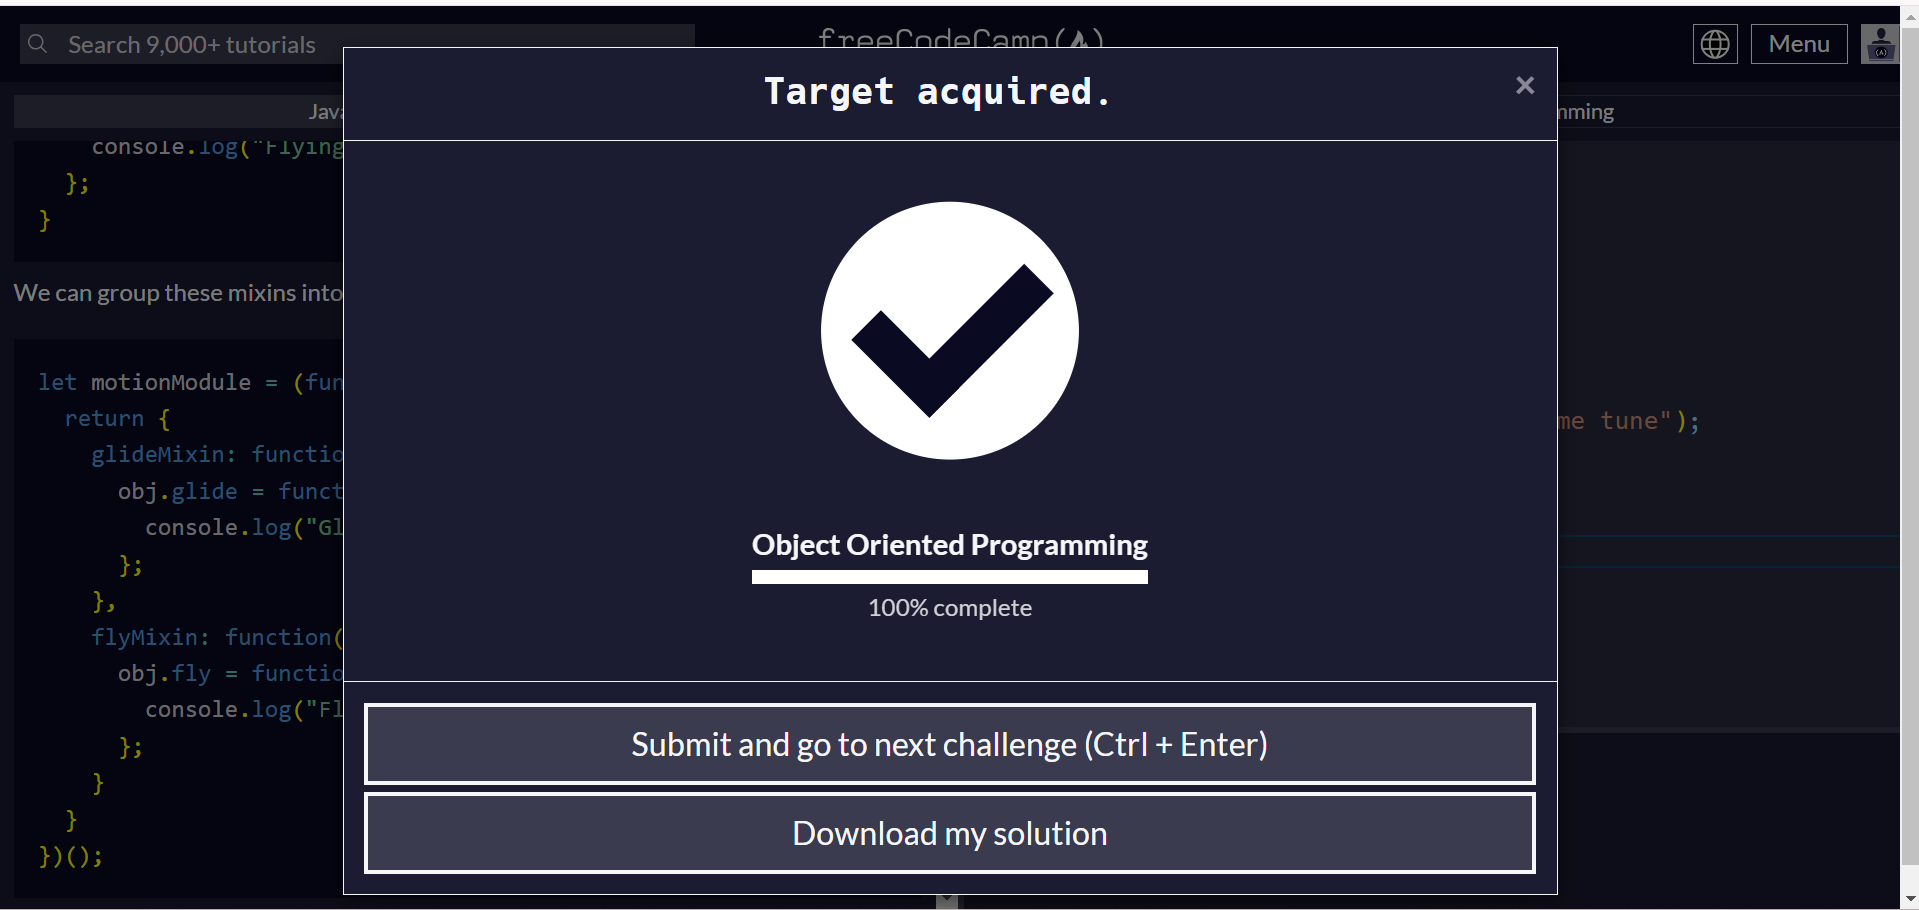 Search 9,000+ tutorials
freeCodeCamp
Menu
Target acquired.
×
console.log("Flying
};
}
We can group these mixins into
let motionModule = (fun
return {
glideMixin: functio
obj.glide = funct
console.log("Gl
};
},
flyMixin: function(
obj.fly = functio
console.log("Fl
};
}
}
})();
me tune");
Object Oriented Programming
100% complete
Submit and go to next challenge (Ctrl + Enter)
Download my solution